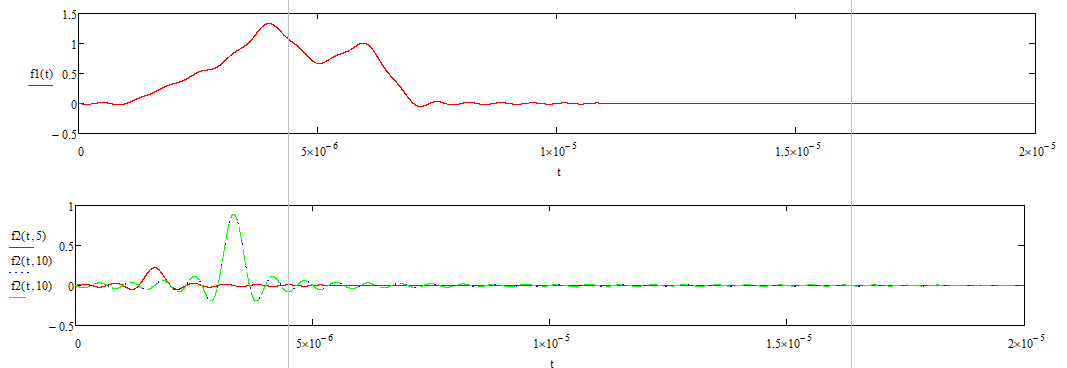 1.5
1
f1(t) 0.5
0
− 0.5
0 5×10⁻⁶ 1×10⁻⁵ 1.5×10⁻⁵ 2×10⁻⁵
t
1
f2(t,5) 0.5
f2(t,10)
f2(t,10) 0
− 0.5
0 5×10⁻⁶ 1×10⁻⁵ 1.5×10⁻⁵ 2×10⁻⁵
t